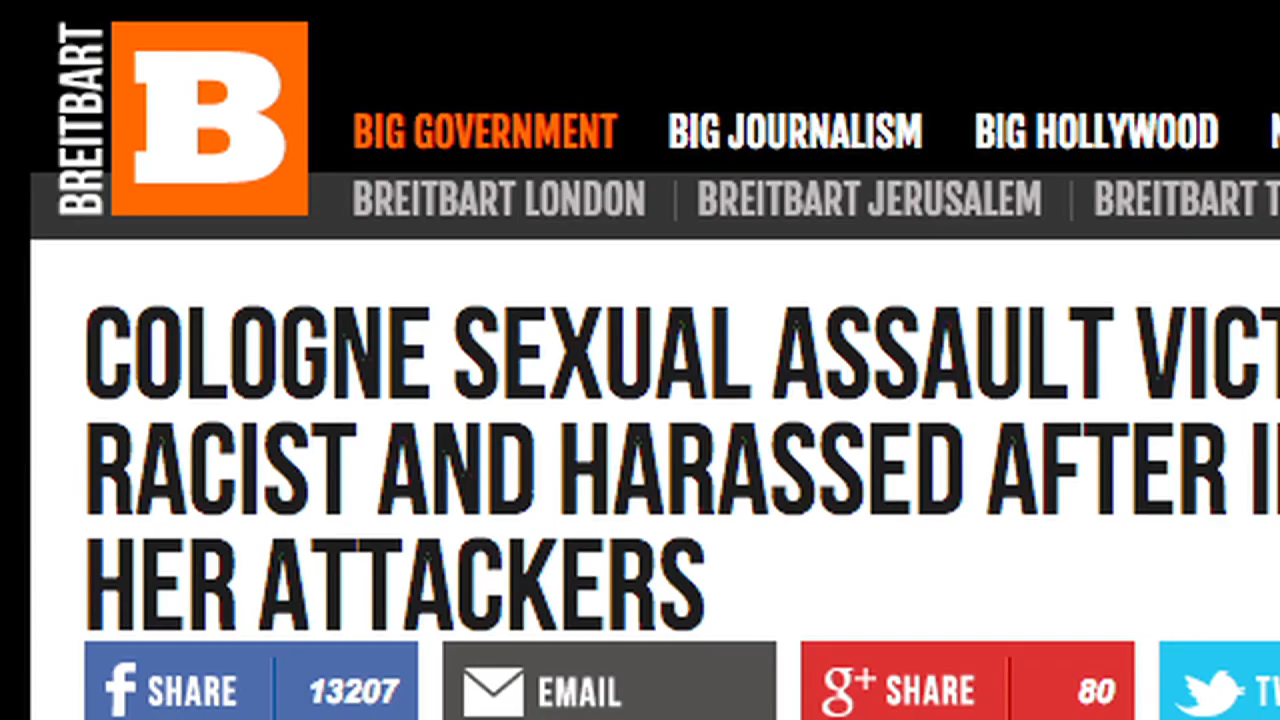 BREITBART
B
BIG GOVERNMENT BIG JOURNALISM BIG HOLLYWOOD
BREITBART LONDON BREITBART JERUSALEM BREITBART
COLOGNE SEXUAL ASSAULT
RACIST AND HARASSED AFTER
HER ATTACKERS
f SHARE 13207 EMAIL g+ SHARE 80